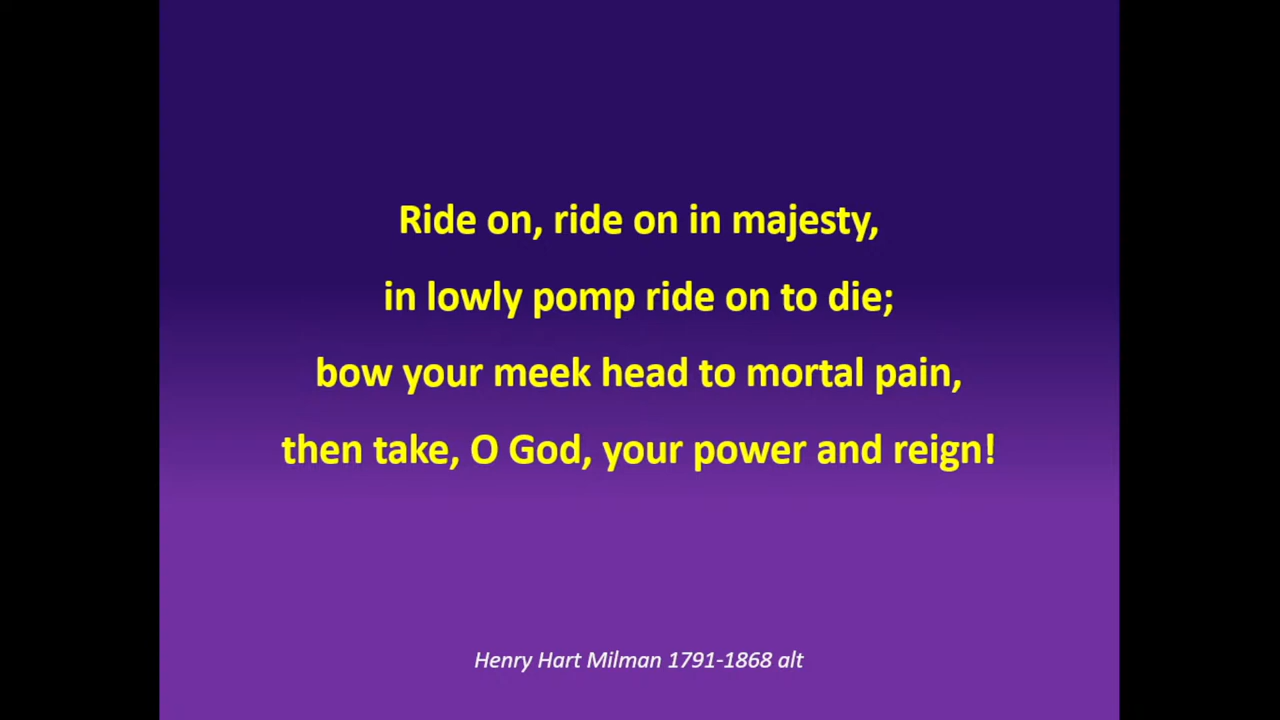 Ride on, ride on in majesty,
in lowly pomp ride on to die;
bow your meek head to mortal pain,
then take, O God, your power and reign!
Henry Hart Milman 1791-1868 alt